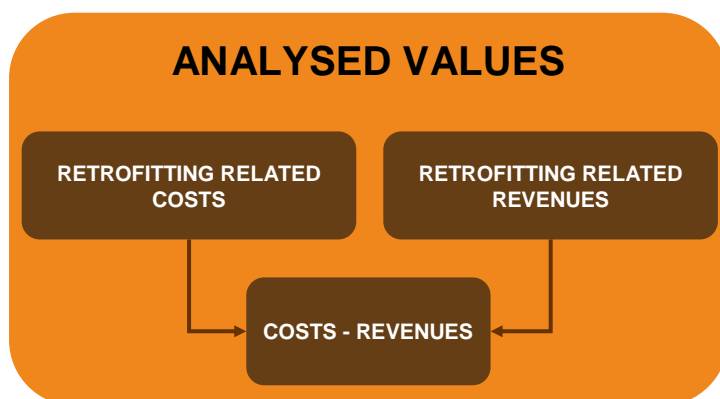 ANALYSED VALUES
RETROFITTING RELATED
COSTS
RETROFITTING RELATED
REVENUES
COSTS - REVENUES